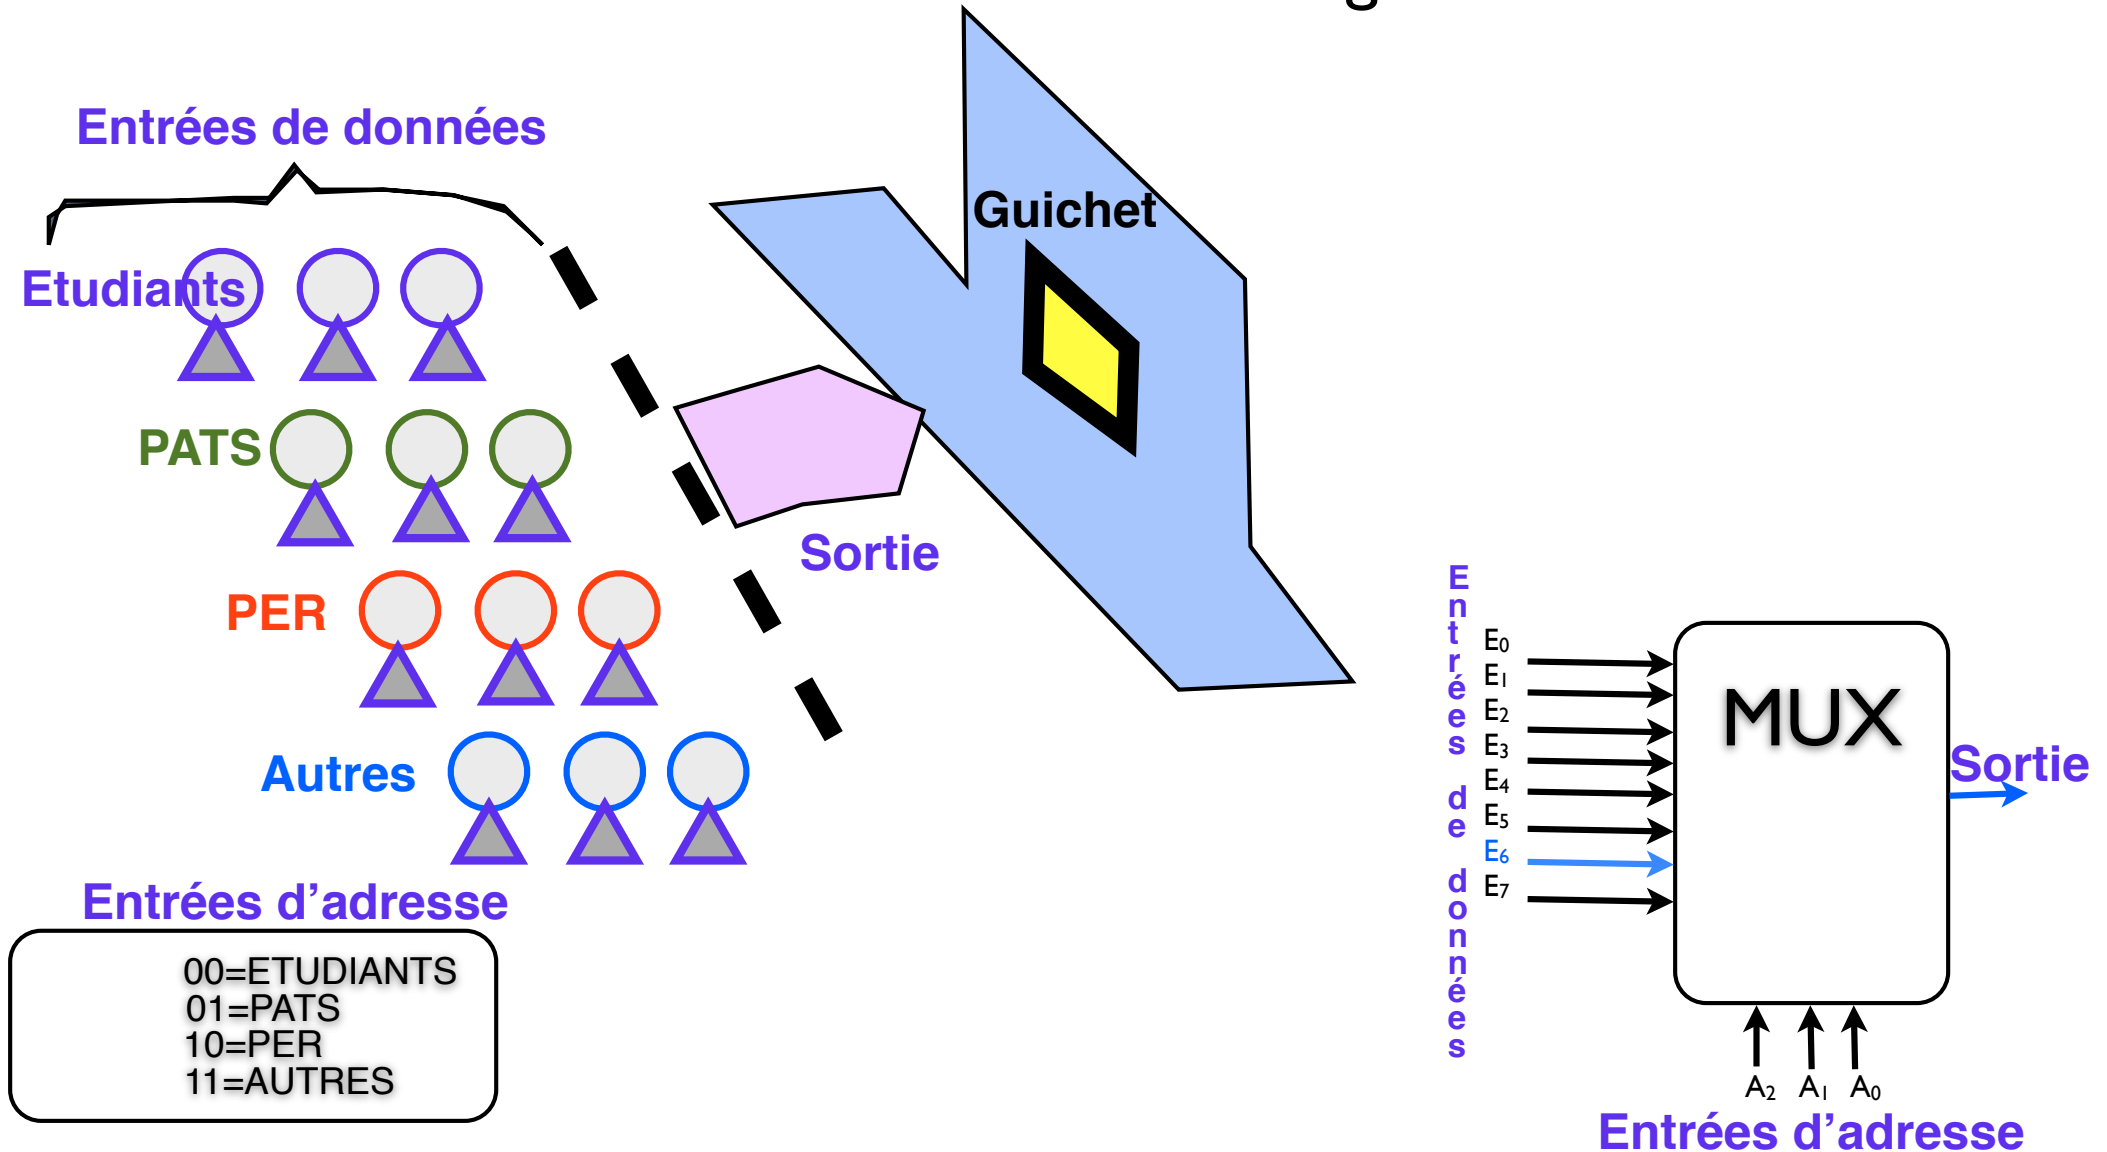 g
Entrées de données
Guichet
Etudiants
PATS
PER
Autres
Sortie
Entrées d’adresse
00=ETUDIANTS
01=PATS
10=PER
11=AUTRES
Entrées de données
E0
E1
E2
E3
E4
E5
E6
E7
MUX
Sortie
A2 A1 A0
Entrées d’adresse